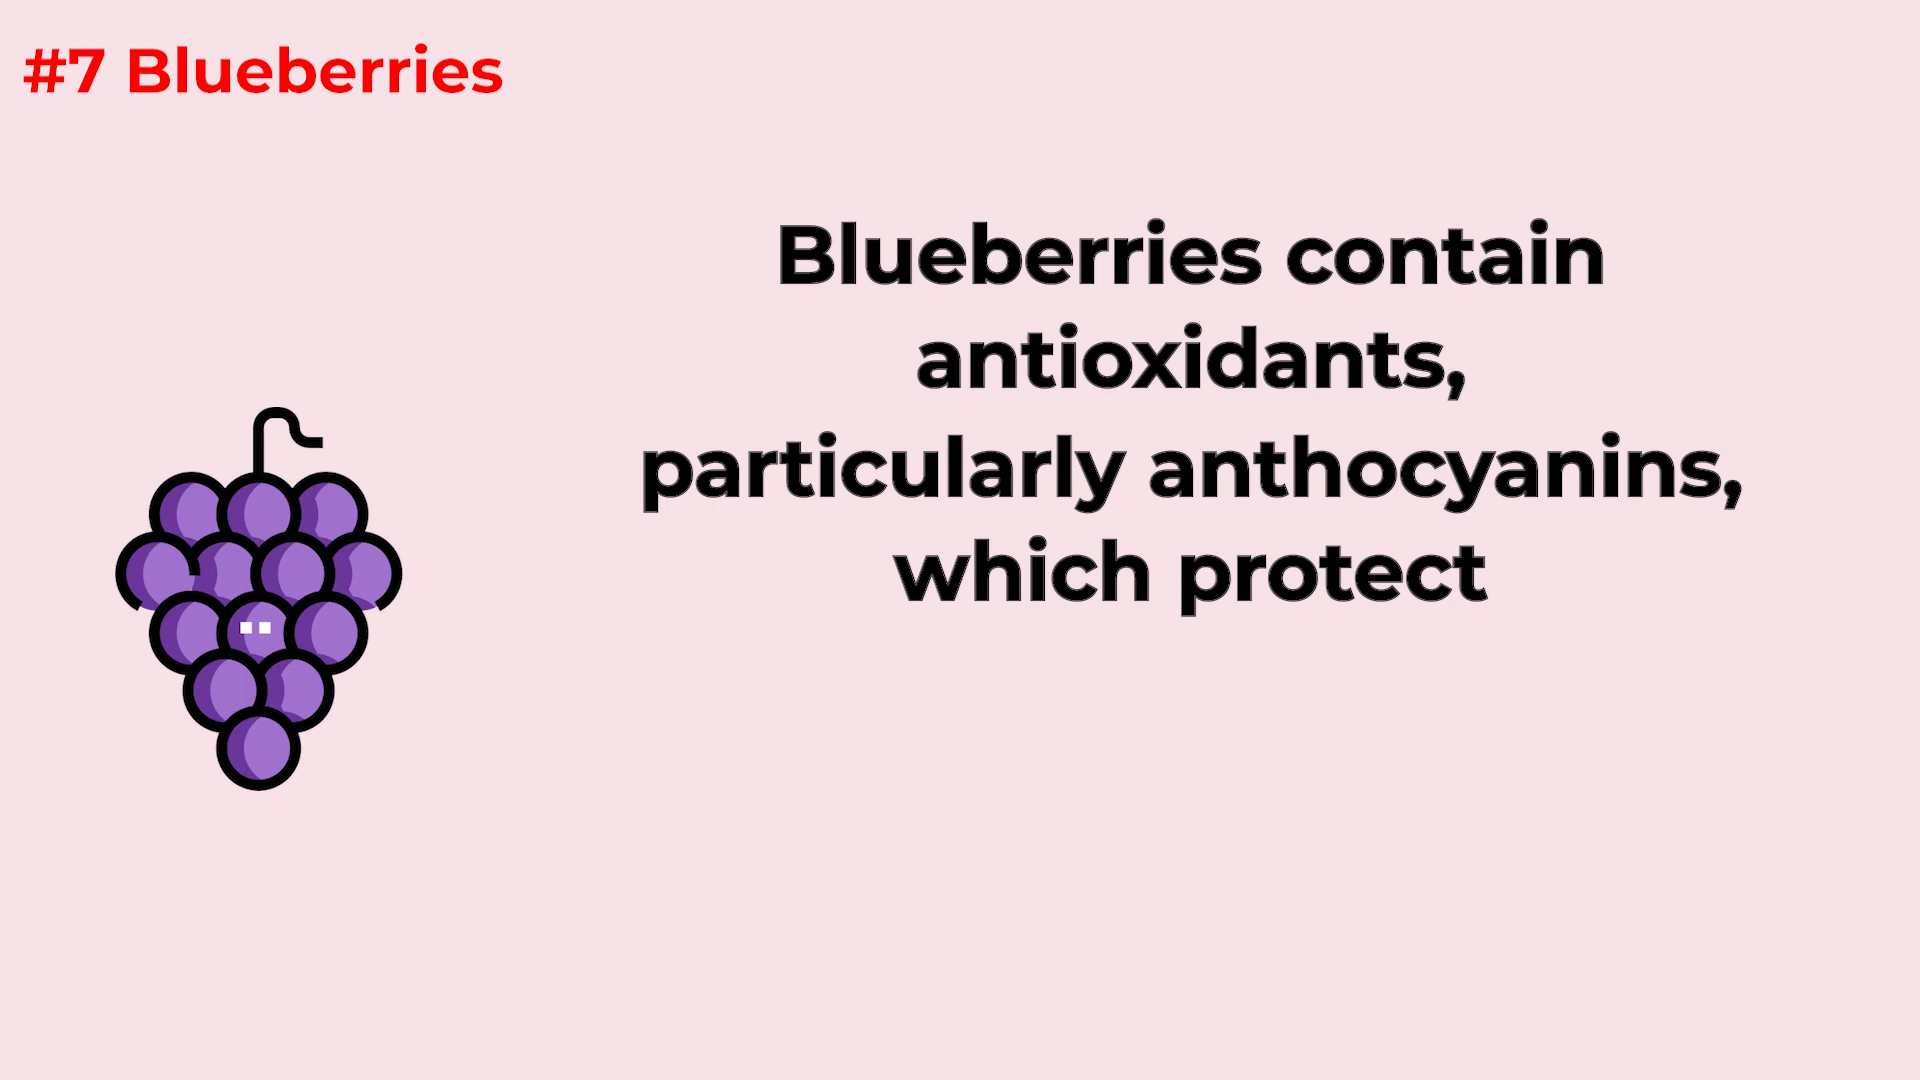 #7 Blueberries
Blueberries contain
antioxidants,
particularly anthocyanins,
which protect